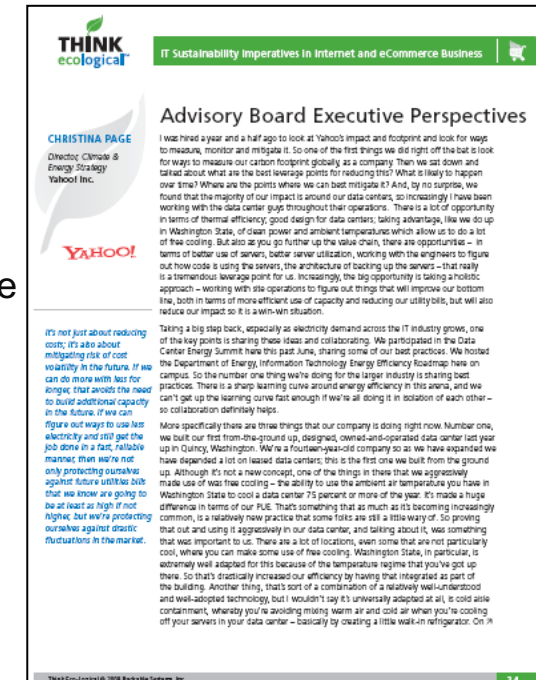 THINK
ecological™
IT Sustainability Imperatives in Internet and eCommerce Business
Advisory Board Executive Perspectives
CHRISTINA PAGE
Director, Climate &
Energy Strategy
Yahoo! Inc.
YAHOO!
e
It's not just about reducing
costs; it's also about
mitigating risk of cost
volatility in the future. If we
can do more with less for
longer, that avoids the need
to build additional capacity
in the future. If we can
figure out ways to use less
electricity and still get the
job done in a fast, reliable
manner, then we're not
only protecting ourselves
against future utilities bills
that we know are going to
be at least as high if not
higher, but we're protecting
ourselves against drastic
fluctuations in the market.
I was hired a year and a half ago to look at Yahoo's impact and footprint and look for ways
to measure, monitor and mitigate it. So one of the first things we did right off the bat is look
for ways to measure our carbon footprint globally, as a company. Then we sat down and
talked about what are the best leverage points for reducing this? What is likely to happen
over time? Where are the points where we can best mitigate it? And, by no surprise, we
found that the majority of our impact is around our data centers, so increasingly I have been
working with the data center guys throughout their operations. There is a lot of opportunity
in terms of thermal efficiency; good design for data centers; taking advantage, like we do up
in Washington State, of clean power and ambient temperatures which allow us to do a lot
of free cooling. But also as you go further up the value chain, there are opportunities – in
terms of better use of servers, better server utilization, working with the engineers to figure
out how code is using the servers, the architecture of backing up the servers – that really
is a tremendous leverage point for us. Increasingly, the big opportunity is taking a holistic
approach – working with site operations to figure out things that will improve our bottom
line, both in terms of more efficient use of capacity and reducing our utility bills, but will also
reduce our impact so it is a win-win situation.
Taking a big step back, especially as electricity demand across the IT industry grows, one
of the key points is sharing these ideas and collaborating. We participated in the Data
Center Energy Summit here this past June, sharing some of our best practices. We hosted
the Department of Energy, Information Technology Energy Efficiency Roadmap here on
campus. So the number one thing we're doing for the larger industry is sharing best
practices. There is a sharp learning curve around energy efficiency in this arena, and we
can't get up the learning curve fast enough if we're all doing it in isolation of each other –
so collaboration definitely helps.
More specifically there are three things that our company is doing right now. Number one,
we built our first from-the-ground up, designed, owned-and-operated data center last year
up in Quincy, Washington. We're a fourteen-year-old company so as we have expanded we
have depended a lot on leased data centers; this is the first one we built from the ground
up. Although it's not a new concept, one of the things in there that we aggressively
made use of was free cooling – the ability to use the ambient air temperature you have in
Washington State to cool a data center 75 percent or more of the year. It's made a huge
difference in terms of our PUE. That's something that as much as it's becoming increasingly
common, is a relatively new practice that some folks are still a little wary of. So proving
that out and using it aggressively in our data center, and talking about it, was something
that was important to us. There are a lot of locations, even some that are not particularly
cool, where you can make some use of free cooling. Washington State, in particular, is
extremely well adapted for this because of the temperature regime that you've got up
there. So that's drastically increased our efficiency by having that integrated as part of
the building. Another thing, that's sort of a combination of a relatively well-understood
and well-adopted technology, but I wouldn't say it's universally adapted at all, is cold aisle
containment, whereby you're avoiding mixing warm air and cold air when you're cooling
off your servers in your data center – basically by creating a little walk-in refrigerator. On
Think Eco-Logical © 2009 Rackable Systems, Inc.
24